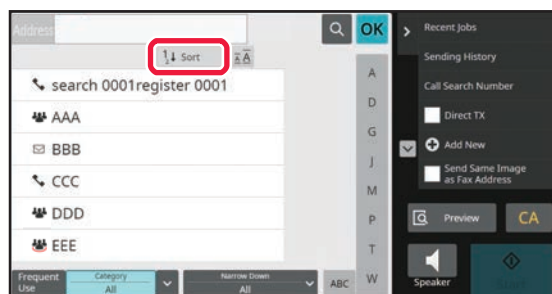 Address
OK
Sort
search 0001register 0001
AAA
BBB
CCC
DDD
EEE
A
D
G
J
M
P
T
W
Frequent
Use
Category
All
Narrow Down
All
ABC
Recent Jobs
Sending History
Call Search Number
Direct TX
Add New
Send Same Image
as Fax Address
Preview
CA
Speaker
Start